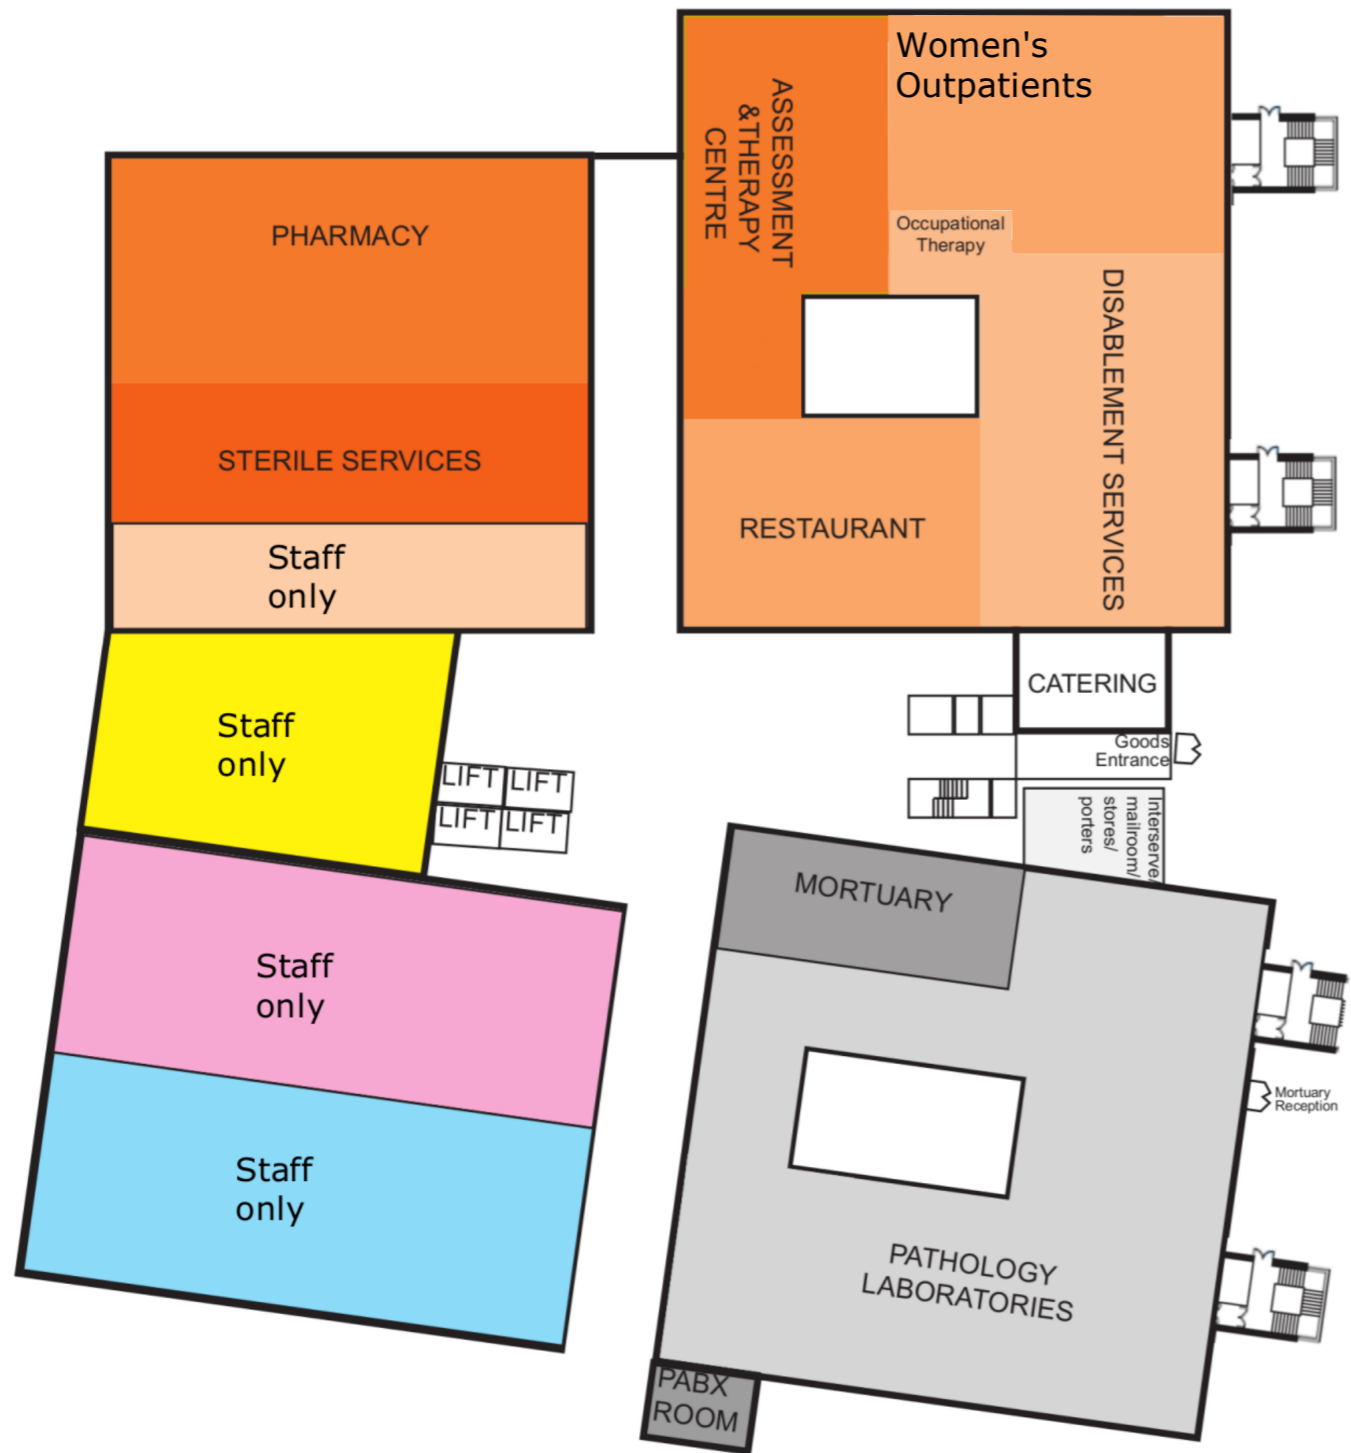 Women's
Outpatients
ASSESSMENT
&THERAPY
CENTRE
PHARMACY
Occupational
Therapy
DISABLEMENT SERVICES
STERILE SERVICES
RESTAURANT
Staff
only
CATERING
Staff
only
Goods
Entrance
LIFT
LIFT
LIFT
LIFT
Interserve/
mailroom/
stores/
porters
MORTUARY
Staff
only
Mortuary
Reception
Staff
only
PATHOLOGY
LABORATORIES
PABX
ROOM